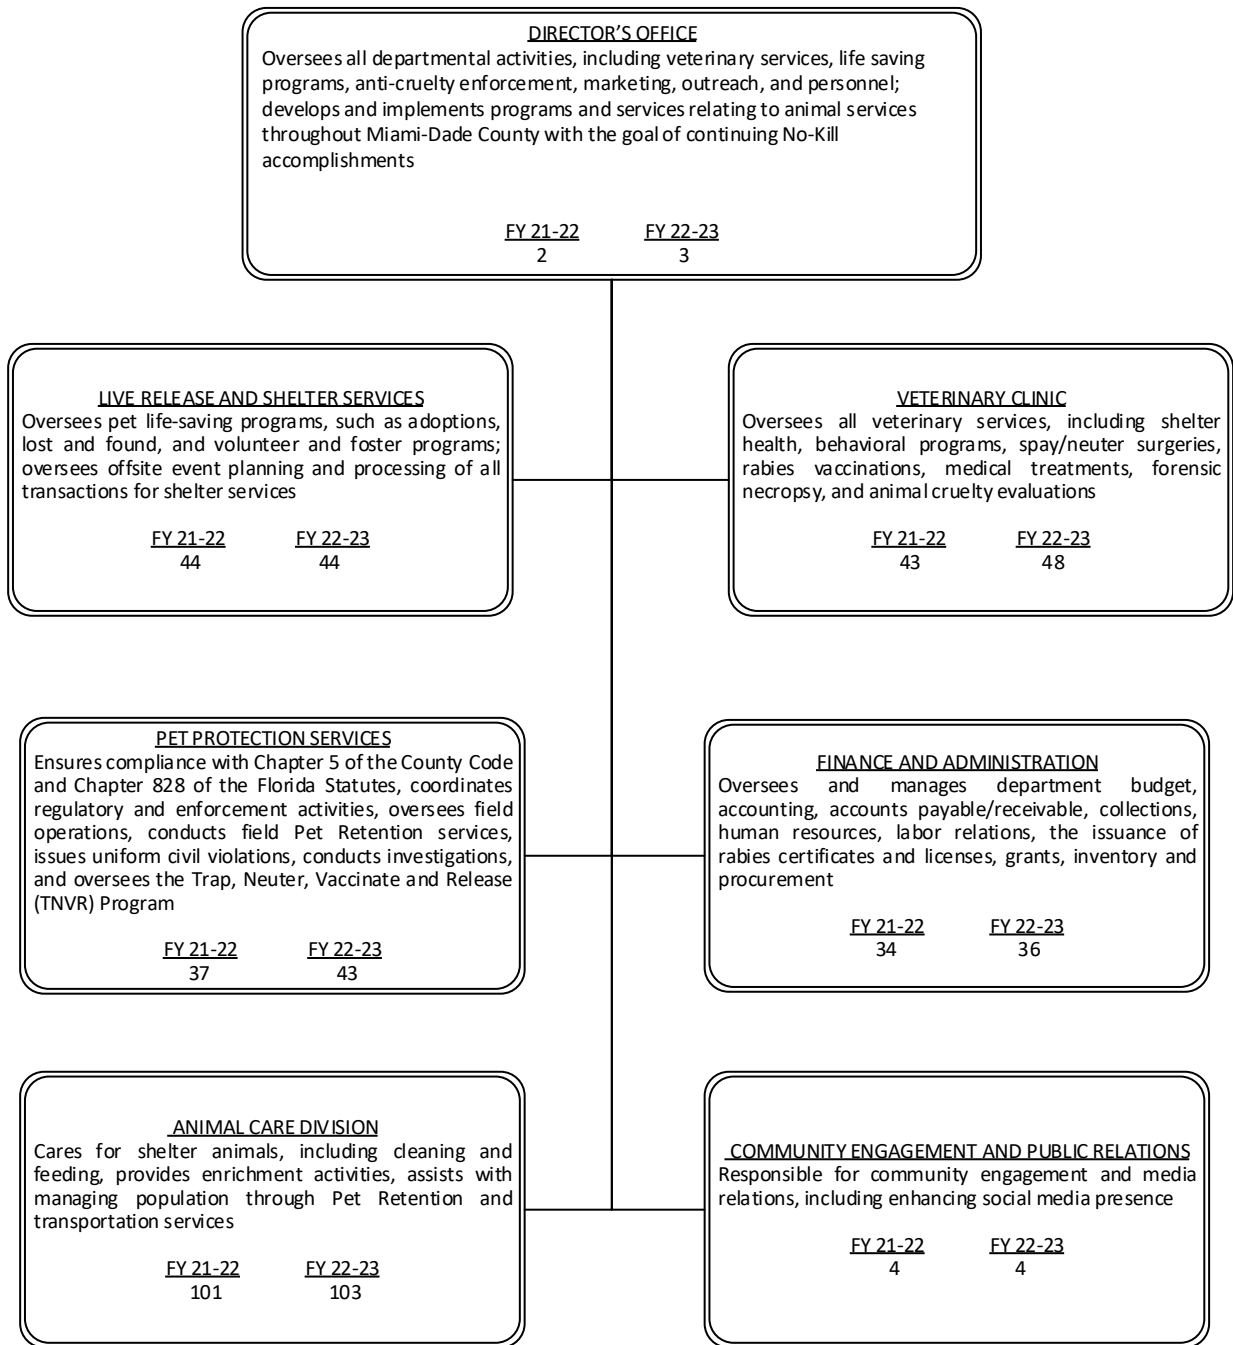 DIRECTOR’S OFFICE
Oversees all departmental activities, including veterinary services, life saving
programs, anti-cruelty enforcement, marketing, outreach, and personnel;
develops and implements programs and services relating to animal services
throughout Miami-Dade County with the goal of continuing No-Kill
accomplishments
FY 21-22 FY 22-23
2 3
LIVE RELEASE AND SHELTER SERVICES
Oversees pet life-saving programs, such as adoptions,
lost and found, and volunteer and foster programs;
oversees offsite event planning and processing of all
transactions for shelter services
FY 21-22 FY 22-23
44 44
VETERINARY CLINIC
Oversees all veterinary services, including shelter
health, behavioral programs, spay/neuter surgeries,
rabies vaccinations, medical treatments, forensic
necropsy, and animal cruelty evaluations
FY 21-22 FY 22-23
43 48
PET PROTECTION SERVICES
Ensures compliance with Chapter 5 of the County Code
and Chapter 828 of the Florida Statutes, coordinates
regulatory and enforcement activities, oversees field
operations, conducts field Pet Retention services,
issues uniform civil violations, conducts investigations,
and oversees the Trap, Neuter, Vaccinate and Release
(TNVR) Program
FY 21-22 FY 22-23
37 43
FINANCE AND ADMINISTRATION
Oversees and manages department budget,
accounting, accounts payable/receivable, collections,
human resources, labor relations, the issuance of
rabies certificates and licenses, grants, inventory and
procurement
FY 21-22 FY 22-23
34 36
ANIMAL CARE DIVISION
Cares for shelter animals, including cleaning and
feeding, provides enrichment activities, assists with
managing population through Pet Retention and
transportation services
FY 21-22 FY 22-23
101 103
COMMUNITY ENGAGEMENT AND PUBLIC RELATIONS
Responsible for community engagement and media
relations, including enhancing social media presence
FY 21-22 FY 22-23
4 4